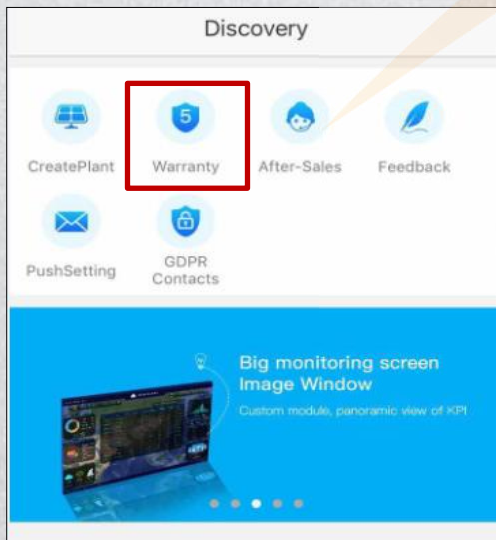 Discovery
5
CreatePlant Warranty After-Sales Feedback
PushSetting GDPR
Contacts
Big monitoring screen
Image Window
Custom module, panoramic view of KPI